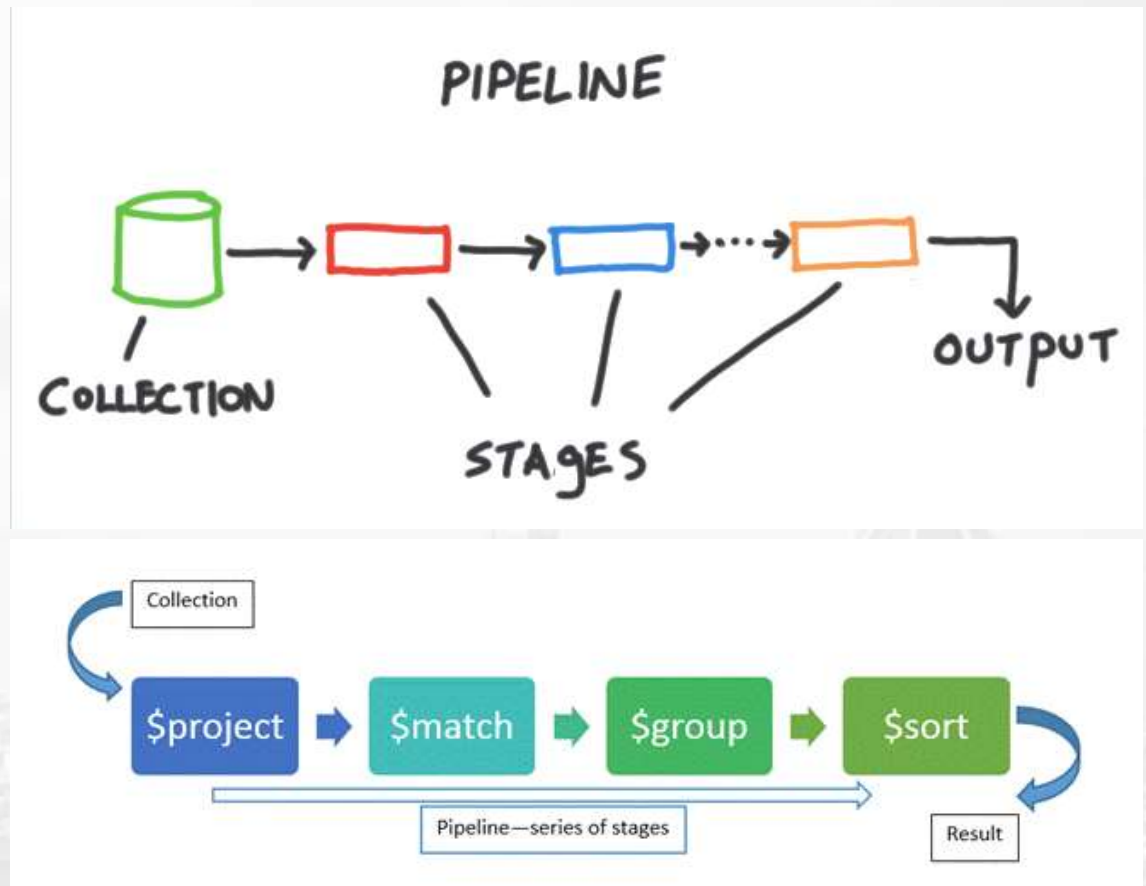 PIPELINE
COLLECTION
STAGES
OUTPUT
Collection
$project
$match
$group
$sort
Pipeline—series of stages
Result